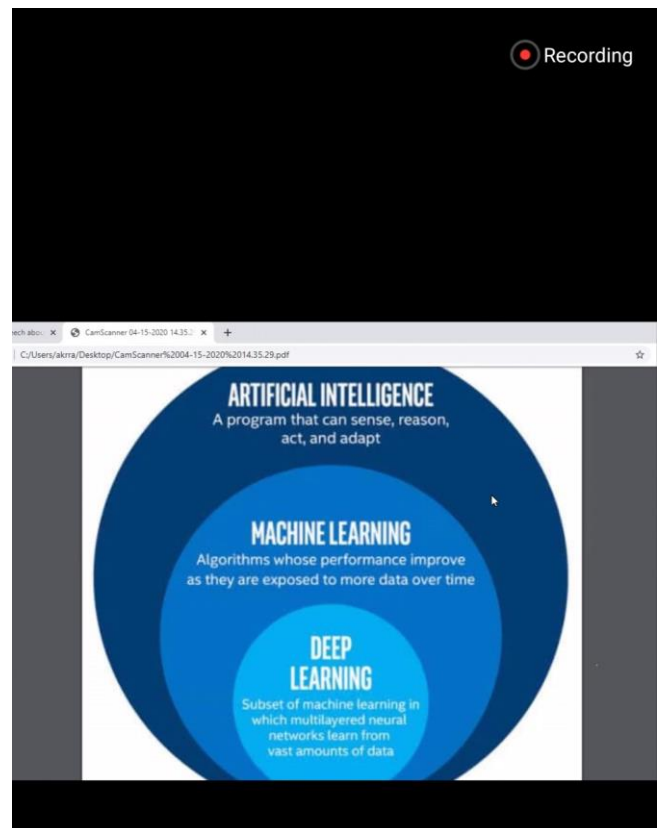 Recording
CamScanner 04-15-2020 14.35.2
C:/Users/akrra/Desktop/CamScanner%2004-15-2020%2014.35.29.pdf
ARTIFICIAL INTELLIGENCE
A program that can sense, reason,
act, and adapt
MACHINE LEARNING
Algorithms whose performance improve
as they are exposed to more data over time
DEEP
LEARNING
Subset of machine learning in
which multilayered neural
networks learn from
vast amounts of data